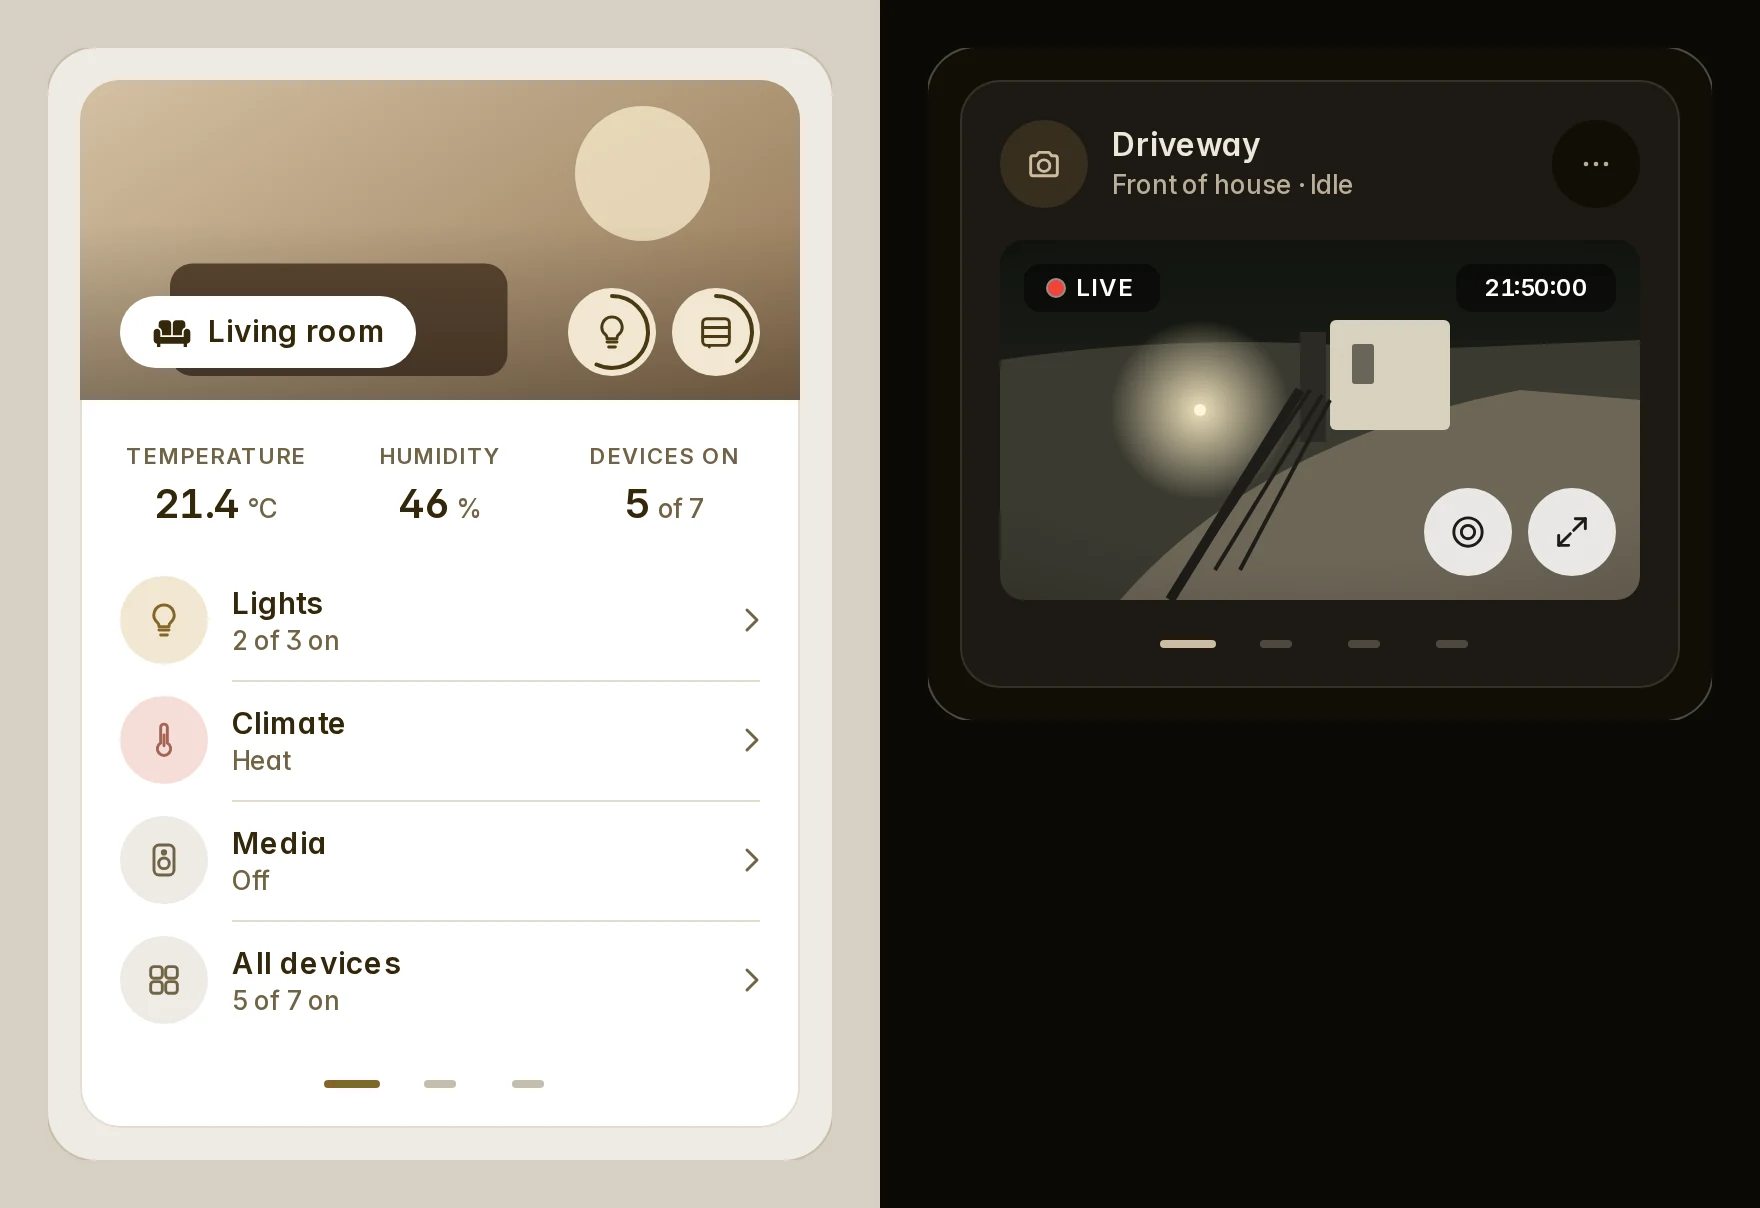 Living room
TEMPERATURE HUMIDITY DEVICES ON
21.4 °C 46 % 5 of 7
Lights
2 of 3 on
Climate
Heat
Media
Off
All devices
5 of 7 on
Driveway
Front of house · Idle
LIVE 21:50:00